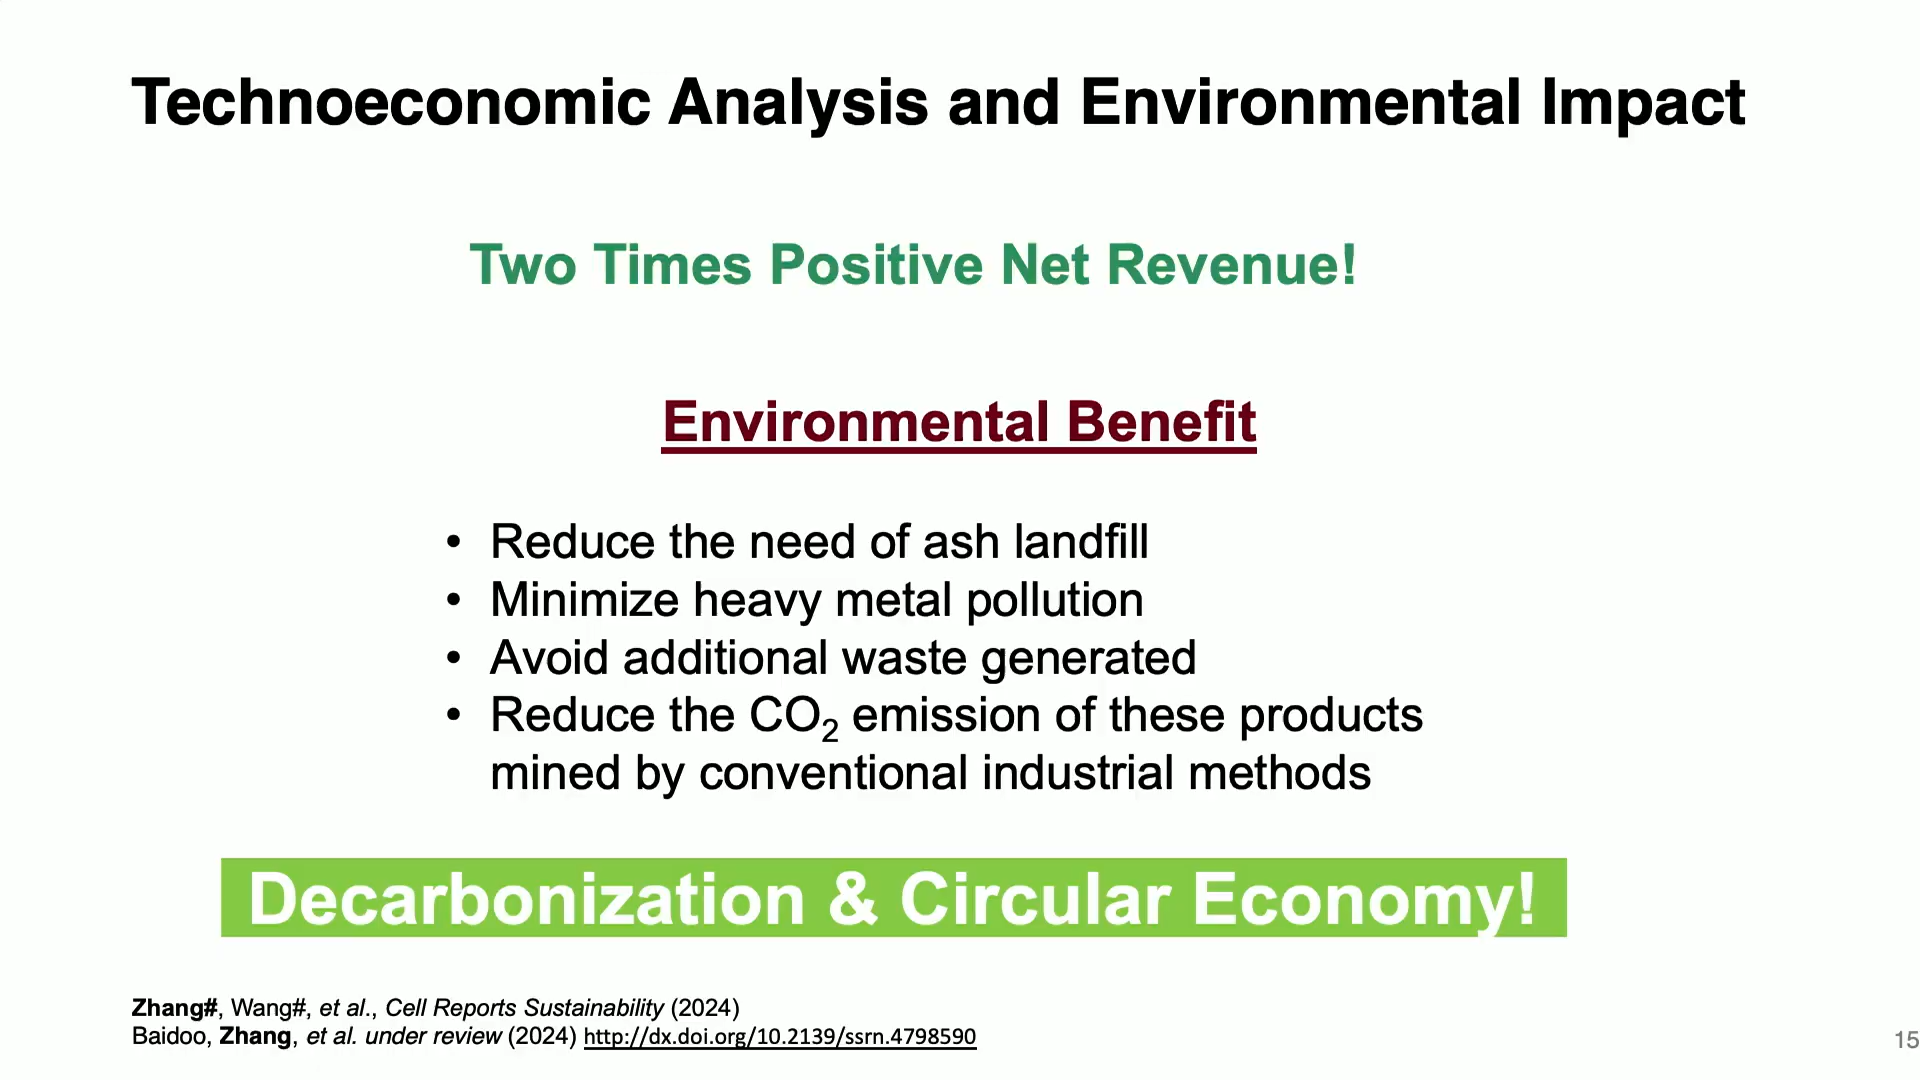 Technoeconomic Analysis and Environmental Impact
Two Times Positive Net Revenue!
Environmental Benefit
• Reduce the need of ash landfill
• Minimize heavy metal pollution
• Avoid additional waste generated
• Reduce the CO₂ emission of these products
mined by conventional industrial methods
Decarbonization & Circular Economy!
Zhang#, Wang#, et al., Cell Reports Sustainability (2024)
Baidoo, Zhang, et al. under review (2024) http://dx.doi.org/10.2139/ssrn.4798590
15